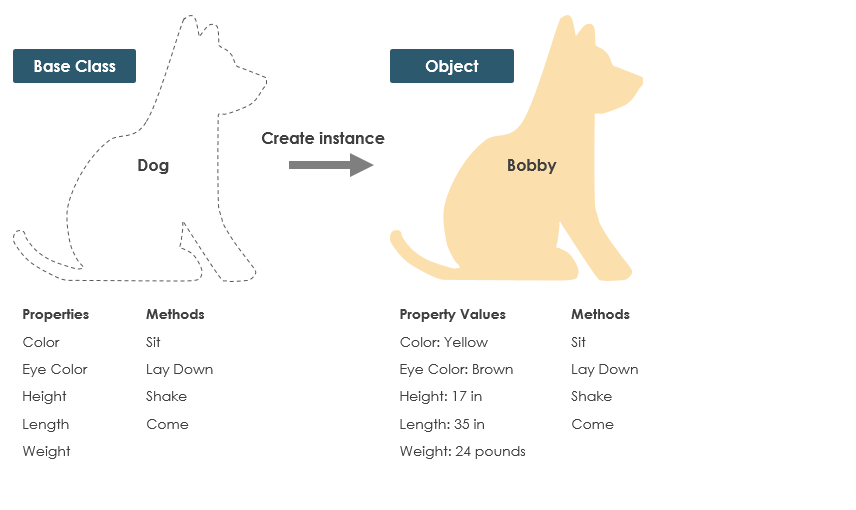 Base Class
Object
Create instance
Dog
Bobby
Properties
Methods
Color
Sit
Eye Color
Lay Down
Height
Shake
Length
Come
Weight
Property Values
Methods
Color: Yellow
Sit
Eye Color: Brown
Lay Down
Height: 17 in
Shake
Length: 35 in
Come
Weight: 24 pounds